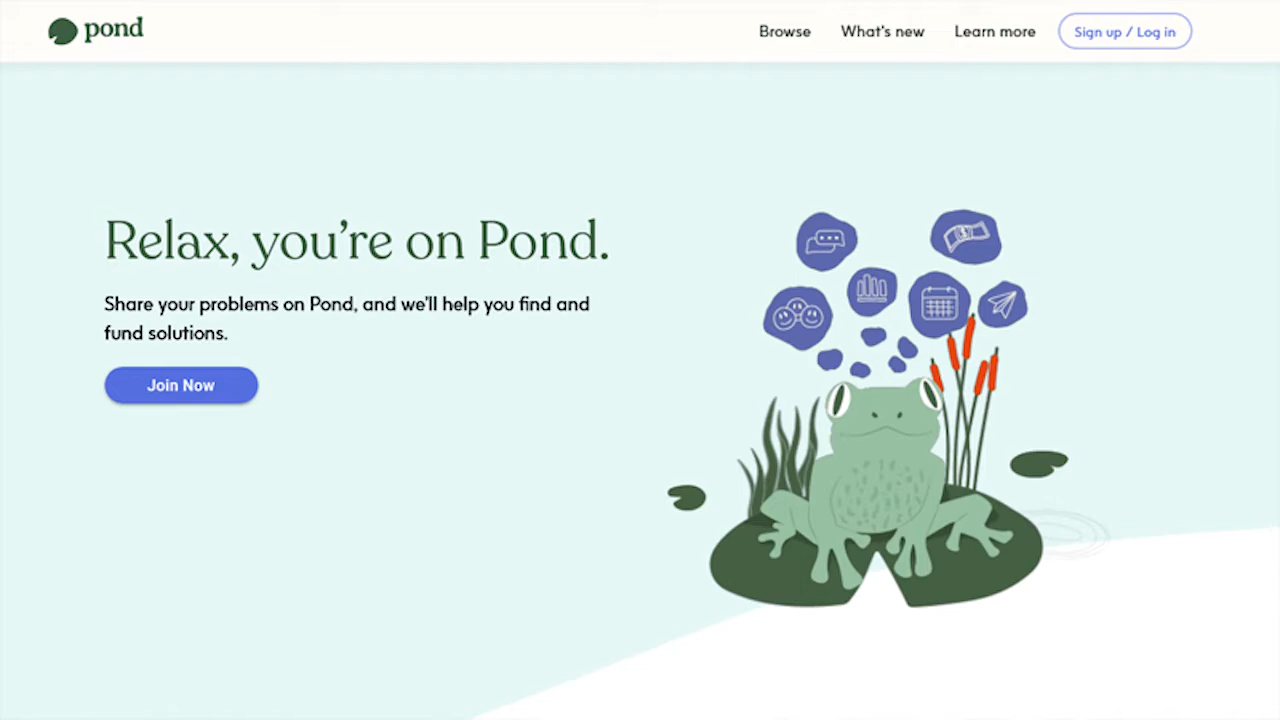 pond
Browse
What's new
Learn more
Sign up / Log in
Relax, you're on Pond.
Share your problems on Pond, and we'll help you find and
fund solutions.
Join Now